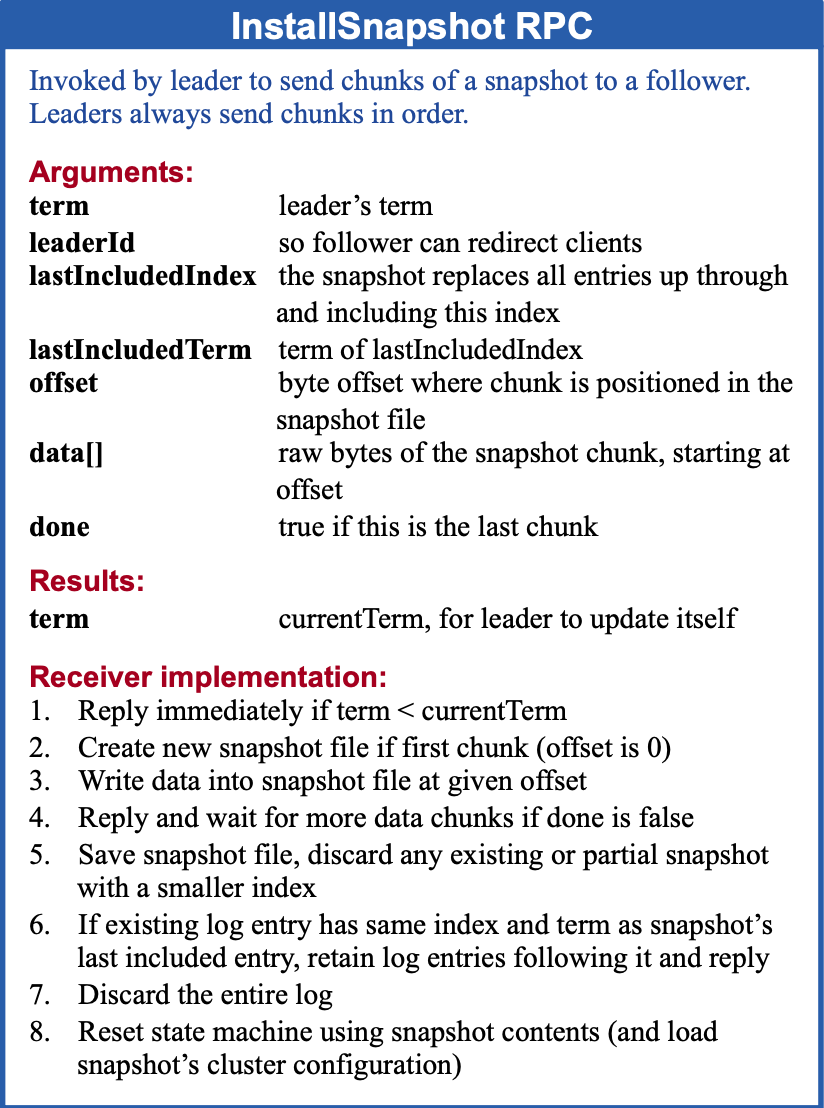 InstallSnapshot RPC
Invoked by leader to send chunks of a snapshot to a follower.
Leaders always send chunks in order.
Arguments:
term leader’s term
leaderId so follower can redirect clients
lastIncludedIndex the snapshot replaces all entries up through
and including this index
lastIncludedTerm term of lastIncludedIndex
offset byte offset where chunk is positioned in the
snapshot file
data[] raw bytes of the snapshot chunk, starting at
offset
done true if this is the last chunk
Results:
term currentTerm, for leader to update itself
Receiver implementation:
1. Reply immediately if term < currentTerm
2. Create new snapshot file if first chunk (offset is 0)
3. Write data into snapshot file at given offset
4. Reply and wait for more data chunks if done is false
5. Save snapshot file, discard any existing or partial snapshot
with a smaller index
6. If existing log entry has same index and term as snapshot’s
last included entry, retain log entries following it and reply
7. Discard the entire log
8. Reset state machine using snapshot contents (and load
snapshot’s cluster configuration)